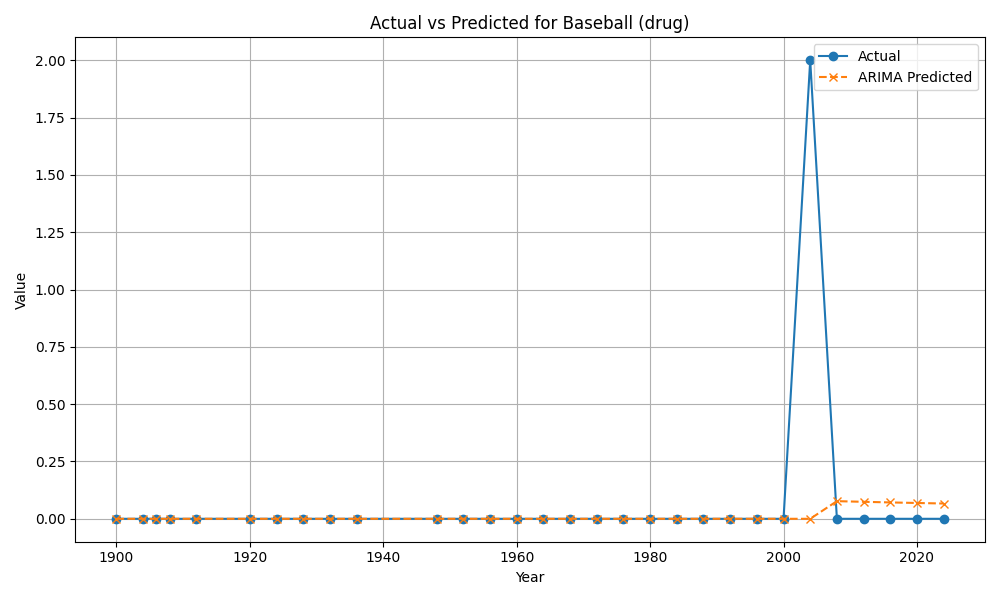 Actual vs Predicted for Baseball (drug)
Actual
ARIMA Predicted
2.00
1.75
1.50
1.25
1.00
0.75
0.50
0.25
0.00
Value
1900 1920 1940 1960 1980 2000 2020
Year